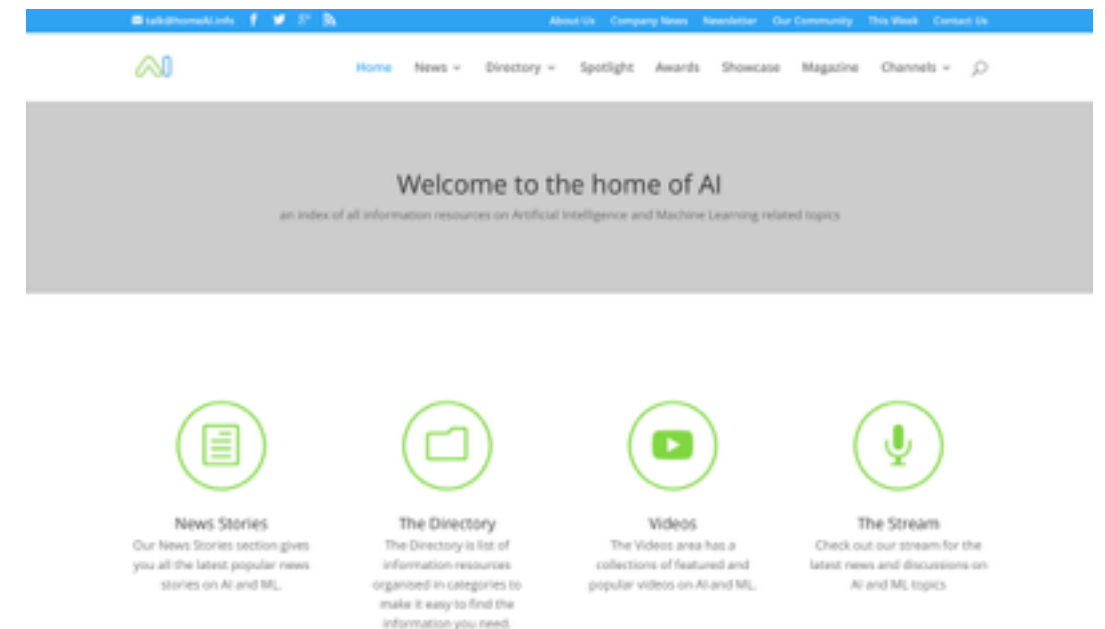 talk@homeAI.info
About Us Company News Newsletter Our Community This Week Contact Us
AI
Home News Directory Spotlight Awards Showcase Magazine Channels
Welcome to the home of AI
an index of all information resources on Artificial Intelligence and Machine Learning related topics
News Stories
Our News Stories section gives
you all the latest popular news
stories on AI and ML.
The Directory
The Directory is list of
information resources
organised in categories to
make it easy to find the
information you need.
Videos
The Videos area has a
collections of featured and
popular videos on AI and ML.
The Stream
Check out our stream for the
latest news and discussions on
AI and ML topics